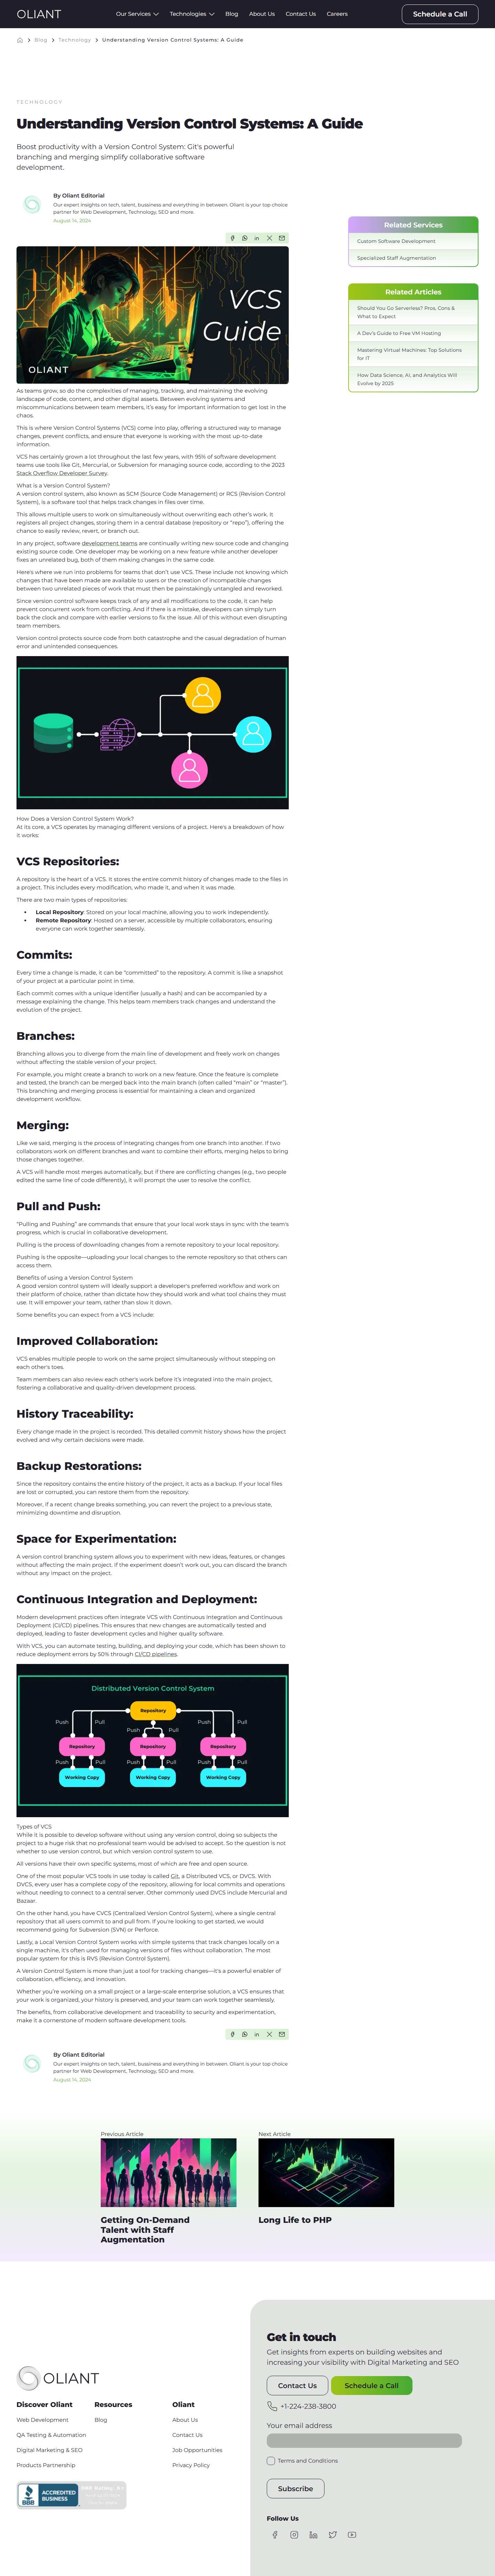 OLIANT
Our Services
Technologies
Blog
About Us
Contact Us
Careers
Schedule a Call
Blog
Technology
Understanding Version Control Systems: A Guide
TECHNOLOGY
Understanding Version Control Systems: A Guide
Boost productivity with a Version Control System: Git's powerful
branching and merging simplify collaborative software
development.
By Oliant Editorial
Our expert insights on tech, talent, bussiness and everything in between. Oliant is your top choice
partner for Web Development, Technology, SEO and more.
August 14, 2024
Related Services
Custom Software Development
Specialized Staff Augmentation
Related Articles
Should You Go Serverless? Pros, Cons &
What to Expect
A Dev's Guide to Free VM Hosting
Mastering Virtual Machines: Top Solutions
for IT
How Data Science, AI, and Analytics Will
Evolve by 2025
VCS
Guide
OLIANT
As teams grow, so do the complexities of managing, tracking, and maintaining the evolving
landscape of code, content, and other digital assets. Between evolving systems and
miscommunications between team members, it's easy for important information to get lost in the
chaos.
This is where Version Control Systems (VCS) come into play, offering a structured way to manage
changes, prevent conflicts, and ensure that everyone is working with the most up-to-date
information.
VCS has certainly grown a lot throughout the last few years, with 95% of software development
teams use tools like Git, Mercurial, or Subversion for managing source code, according to the 2023
Stack Overflow Developer Survey.
What is a Version Control System?
A version control system, also known as SCM (Source Code Management) or RCS (Revision Control
System), is a software tool that helps track changes in files over time.
This allows multiple users to work on simultaneously without overwriting each other's work. It
registers all project changes, storing them in a central database (repository or "repo"), offering the
chance to easily review, revert, or branch out.
In any project, software development teams are continually writing new source code and changing
existing source code. One developer may be working on a new feature while another developer
fixes an unrelated bug, both of them making changes in the same code.
Here's where we run into problems for teams that don't use VCS. These include not knowing which
changes that have been made are available to users or the creation of incompatible changes
between two unrelated pieces of work that must then be painstakingly untangled and reworked.
Since version control software keeps track of any and all modifications to the code, it can help
prevent concurrent work from conflicting. And if there is a mistake, developers can simply turn
back the clock and compare with earlier versions to fix the issue. All of this without even disrupting
team members.
Version control protects source code from both catastrophe and the casual degradation of human
error and unintended consequences.
How Does a Version Control System Work?
At its core, a VCS operates by managing different versions of a project. Here's a breakdown of how
it works:
VCS Repositories:
A repository is the heart of a VCS. It stores the entire commit history of changes made to the files in
a project. This includes every modification, who made it, and when it was made.
There are two main types of repositories:
• Local Repository: Stored on your local machine, allowing you to work independently.
• Remote Repository: Hosted on a server, accessible by multiple collaborators, ensuring
everyone can work together seamlessly.
Commits:
Every time a change is made, it can be "committed" to the repository. A commit is like a snapshot
of your project at a particular point in time.
Each commit comes with a unique identifier (usually a hash) and can be accompanied by a
message explaining the change. This helps team members track changes and understand the
evolution of the project.
Branches:
Branching allows you to diverge from the main line of development and freely work on changes
without affecting the stable version of your project.
For example, you might create a branch to work on a new feature. Once the feature is complete
and tested, the branch can be merged back into the main branch (often called "main" or "master").
This branching and merging process is essential for maintaining a clean and organized
development workflow.
Merging:
Like we said, merging is the process of integrating changes from one branch into another. If two
collaborators work on different branches and want to combine their efforts, merging helps to bring
those changes together.
A VCS will handle most merges automatically, but if there are conflicting changes (e.g., two people
edited the same line of code differently), it will prompt the user to resolve the conflict.
Pull and Push:
"Pulling and Pushing" are commands that ensure that your local work stays in sync with the team's
progress, which is crucial in collaborative development.
Pulling is the process of downloading changes from a remote repository to your local repository.
Pushing is the opposite—uploading your local changes to the remote repository so that others can
access them.
Benefits of using a Version Control System
A good version control system will ideally support a developer's preferred workflow and work on
their platform of choice, rather than dictate how they should work and what tool chains they must
use. It will empower your team, rather than slow it down.
Some benefits you can expect from a VCS include:
Improved Collaboration:
VCS enables multiple people to work on the same project simultaneously without stepping on
each other's toes.
Team members can also review each other's work before it's integrated into the main project,
fostering a collaborative and quality-driven development process.
History Traceability:
Every change made in the project is recorded. This detailed commit history shows how the project
evolved and why certain decisions were made.
Backup Restorations:
Since the repository contains the entire history of the project, it acts as a backup. If your local files
are lost or corrupted, you can restore them from the repository.
Moreover, if a recent change breaks something, you can revert the project to a previous state,
minimizing downtime and disruption.
Space for Experimentation:
A version control branching system allows you to experiment with new ideas, features, or changes
without impacting the main project. If the experiment doesn't work out, you can discard the branch
without any impact on the project.
Continuous Integration and Deployment:
Modern development practices often integrate VCS with Continuous Integration and Continuous
Deployment (CI/CD) pipelines. This ensures that new changes are automatically tested and
deployed, leading to faster development cycles and higher quality software.
With VCS, you can automate testing, building, and deploying your code, which has been shown to
reduce deployment errors by 50% through CI/CD pipelines.
Distributed Version Control System
Repository
Push
Pull
Push
Pull
Push
Pull
Repository
Repository
Repository
Push
Pull
Push
Pull
Push
Pull
Working Copy
Working Copy
Working Copy
Types of VCS
While it is possible to develop software without using any version control, doing so subjects the
project to a huge risk that no professional team would be advised to accept. So the question is not
whether to use version control, but which version control system to use.
All versions have their own specific systems, most of which are free and open source.
One of the most popular VCS tools in use today is called Git, a Distributed VCS, or DVCS. With
DVCS, every user has a complete copy of the repository, allowing for local commits and operations
without needing to connect to a central server. Other commonly used DVCS include Mercurial and
Bazaar.
On the other hand, you have CVCS (Centralized Version Control System), where a single central
repository that all users commit to and pull from. If you're looking to get started, we would
recommend going for Subversion (SVN) or Perforce.
Lastly, a Local Version Control System works with simple systems that track changes locally on a
single machine, it's often used for managing versions of files without collaboration. The most
popular system for this is RVS (Revision Control System).
A Version Control System is more than just a tool for tracking changes—it's a powerful enabler of
collaboration, efficiency, and innovation.
Whether you're working on a small project or a large-scale enterprise solution, a VCS ensures that
your work is organized, your history is preserved, and your team can work together seamlessly.
The benefits, from collaborative development and traceability to security and experimentation,
make it a cornerstone of modern software development tools.
By Oliant Editorial
Our expert insights on tech, talent, bussiness and everything in between. Oliant is your top choice
partner for Web Development, Technology, SEO and more.
August 14, 2024
Previous Article
Getting On-Demand
Talent with Staff
Augmentation
Next Article
Long Life to PHP
OLIANT
Discover Oliant
Web Development
QA Testing & Automation
Digital Marketing & SEO
Products Partnership
Resources
Blog
Oliant
About Us
Contact Us
Job Opportunities
Privacy Policy
BBB
ACCREDITED
BUSINESS
BBB Rating: A+
Get in touch
Get insights from experts on building websites and
increasing your visibility with Digital Marketing and SEO
Contact Us
Schedule a Call
+1-224-238-3800
Your email address
Terms and Conditions
Subscribe
Follow Us